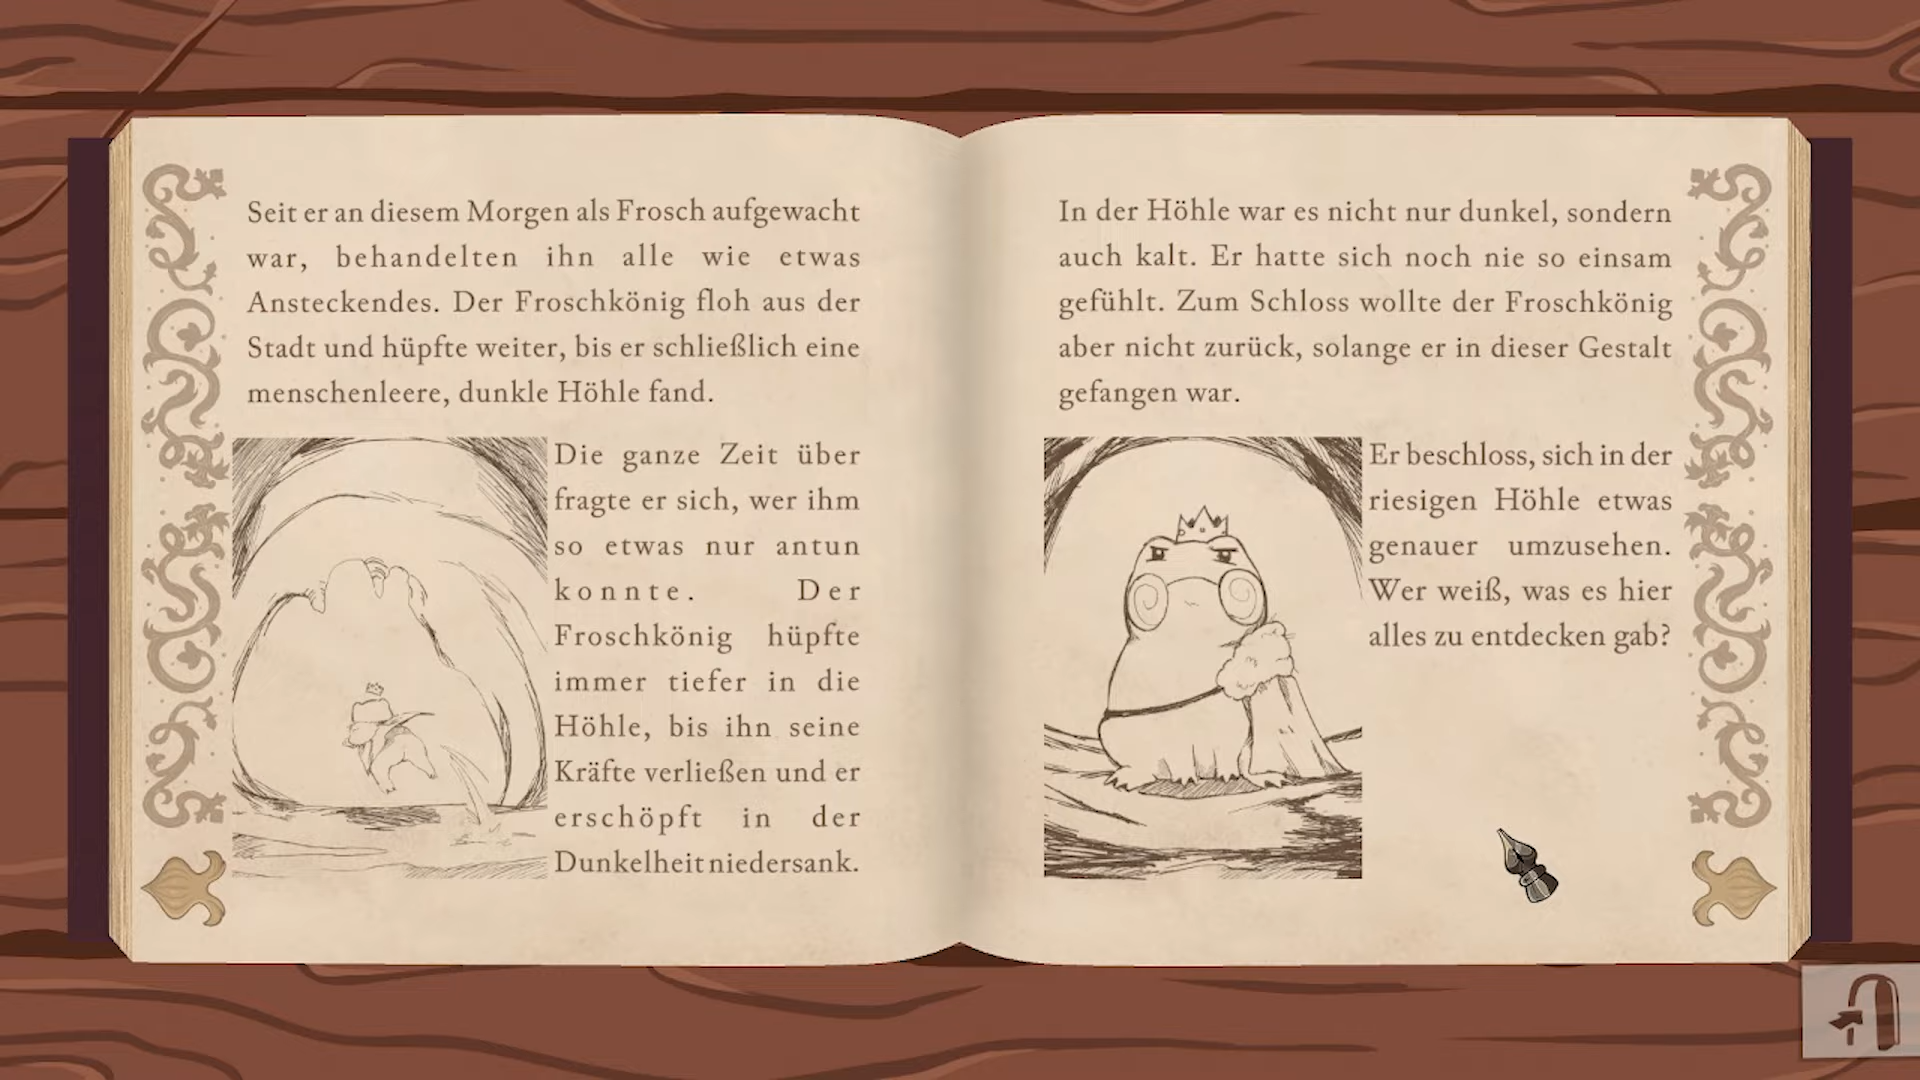 Seit er an diesem Morgen als Frosch aufgewacht
war, behandelten ihn alle wie etwas
Ansteckendes. Der Froschkönig floh aus der
Stadt und hüpfte weiter, bis er schließlich eine
menschenleere, dunkle Höhle fand.
Die ganze Zeit über
fragte er sich, wer ihm
so etwas nur antun
konnte. Der
Froschkönig hüpfte
immer tiefer in die
Höhle, bis ihn seine
Kräfte verließen und er
erschöpft in der
Dunkelheit niedersank.
In der Höhle war es nicht nur dunkel, sondern
auch kalt. Er hatte sich noch nie so einsam
gefühlt. Zum Schloss wollte der Froschkönig
aber nicht zurück, solange er in dieser Gestalt
gefangen war.
Er beschloss, sich in der
riesigen Höhle etwas
genauer umzusehen.
Wer weiß, was es hier
alles zu entdecken gab?